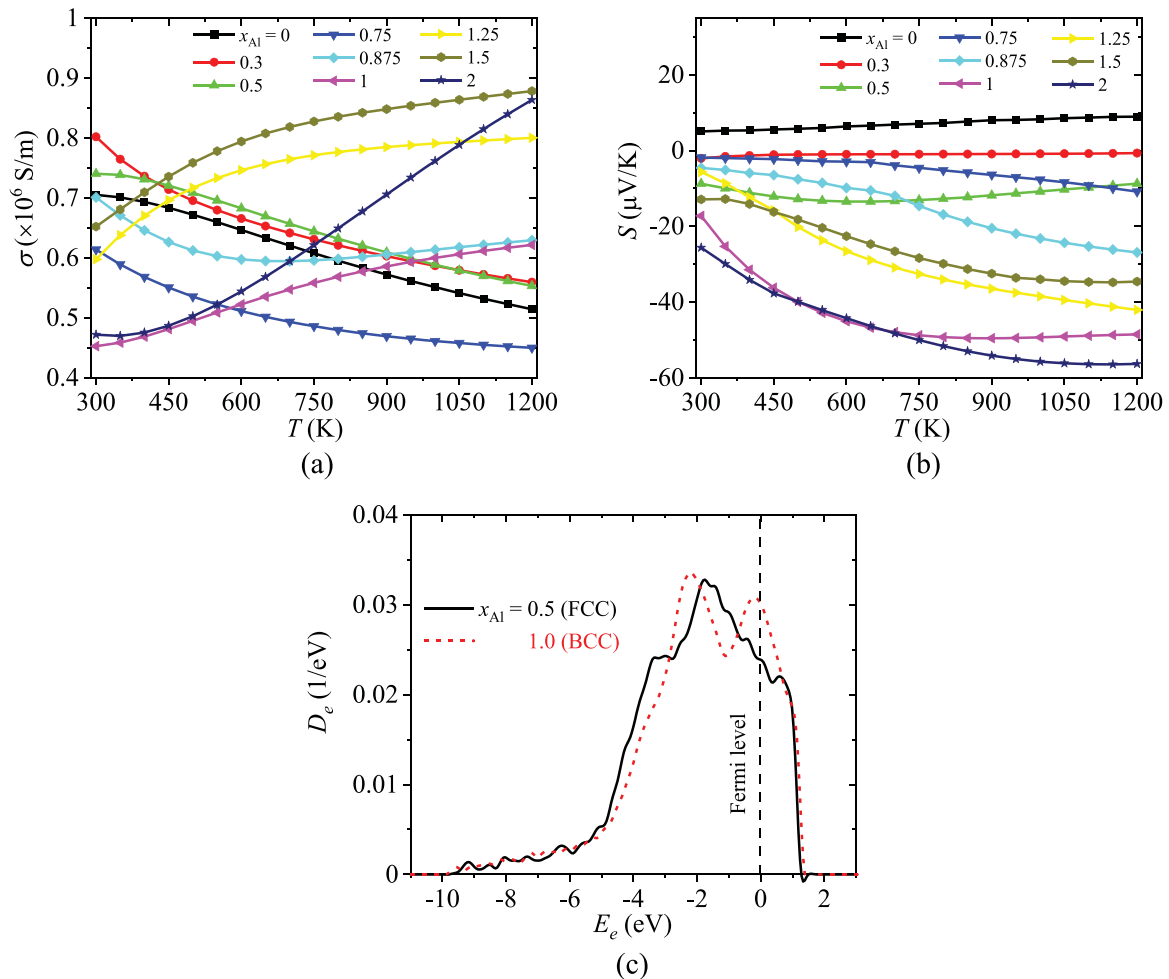 σ (×10⁶ S/m)
1
0.9
0.8
0.7
0.6
0.5
0.4
x_Al = 0
0.3
0.5
0.75
0.875
1
1.25
1.5
2
300 450 600 750 900 1050 1200
T (K)
(a)
S (µV/K)
20
0
-20
-40
-60
x_Al = 0
0.3
0.5
0.75
0.875
1
1.25
1.5
2
300 450 600 750 900 1050 1200
T (K)
(b)
D_e (1/eV)
0.04
0.03
0.02
0.01
0
x_Al = 0.5 (FCC)
1.0 (BCC)
Fermi level
-10 -8 -6 -4 -2 0 2
E_e (eV)
(c)